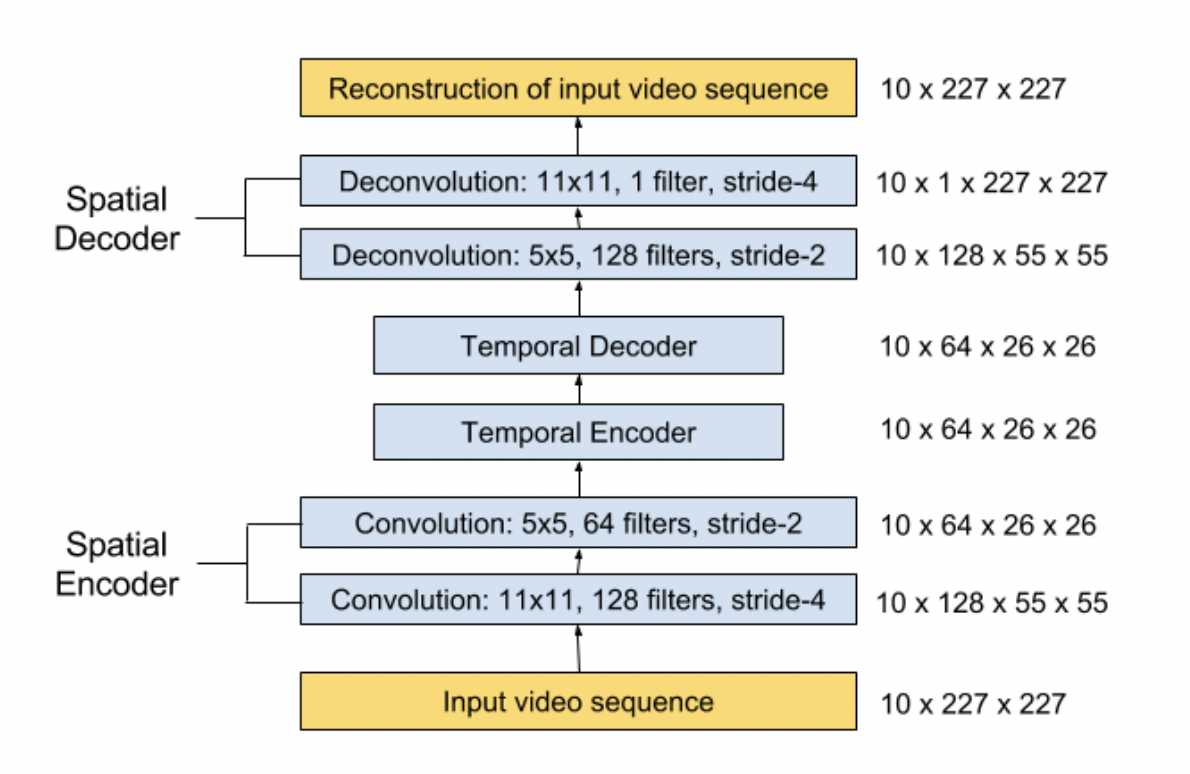 Reconstruction of input video sequence
10 x 227 x 227
Deconvolution: 11x11, 1 filter, stride-4
10 x 1 x 227 x 227
Spatial
Decoder
Deconvolution: 5x5, 128 filters, stride-2
10 x 128 x 55 x 55
Temporal Decoder
10 x 64 x 26 x 26
Temporal Encoder
10 x 64 x 26 x 26
Convolution: 5x5, 64 filters, stride-2
10 x 64 x 26 x 26
Spatial
Encoder
Convolution: 11x11, 128 filters, stride-4
10 x 128 x 55 x 55
Input video sequence
10 x 227 x 227